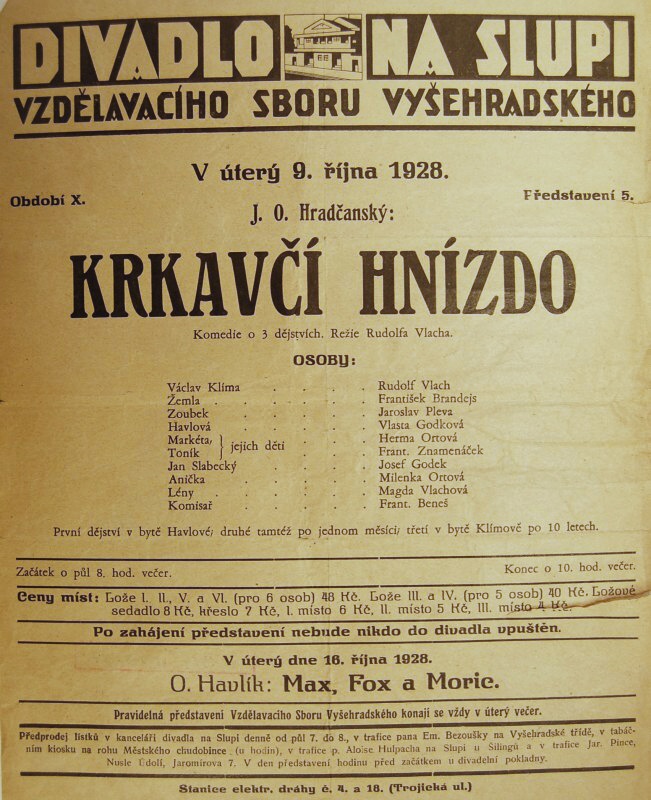 DIVADLO NA SLUPI
VZDĚLAVACÍHO SBORU VYŠEHRADSKÉHO
V úterý 9. října 1928.
Období X.
Představení 5.
J. O. Hradčanský:
KRKAVČÍ HNÍZDO
Komedie o 3 dějstvích. Režie Rudolfa Vlacha.
OSOBY:
Václav Klíma . . . . Rudolf Vlach
Žemla . . . . . František Brandejs
Zoubek . . . . . Jaroslav Pleva
Havlová . . . . Vlasta Godková
Markéta, } jejich děti . . . . Herma Ortová
Toník } jejich děti . . . . Frant. Znamenáček
Jan Slabecký . . . . Josef Godek
Anička . . . . . Milenka Ortová
Lény . . . . . . Magda Vlachová
Komisař . . . . Frant. Beneš
První dějství v bytě Havlové, druhé tamtéž po jednom měsíci, třetí v bytě Klímově po 10 letech.
Začátek o půl 8. hod. večer.
Konec o 10. hod. večer.
Ceny míst: Lože I. II., V. a VI. (pro 6 osob) 48 Kč. Lože III. a IV. (pro 5 osob) 40 Kč. Ložové
sedadlo 8 Kč, křeslo 7 Kč, I. místo 6 Kč, II. místo 5 Kč, III. místo 4 Kč.
Po zahájení představení nebude nikdo do divadla vpuštěn.
V úterý dne 16. října 1928.
O. Havlík: Max, Fox a Moric.
Pravidelná představení Vzdělavacího Sboru Vyšehradského konají se vždy v úterý večer.
Předprodej lístků v kanceláři divadla na Slupi denně od půl 7. do 8., v trafice pana Em. Bezoušky na Vyšehradské třídě, v tabáč-
ním kiosku na rohu Městského chudobince (u hodin), v trafice p. Aloise Hulpacha na Slupi u Šilingů a v trafice Jar. Pince,
Nusle Údolí, Jaromírova 7. V den představení hodinu před začátkem u divadelní pokladny.
Stanice elektr. dráhy č. 4. a 18. (Trojická ul.)